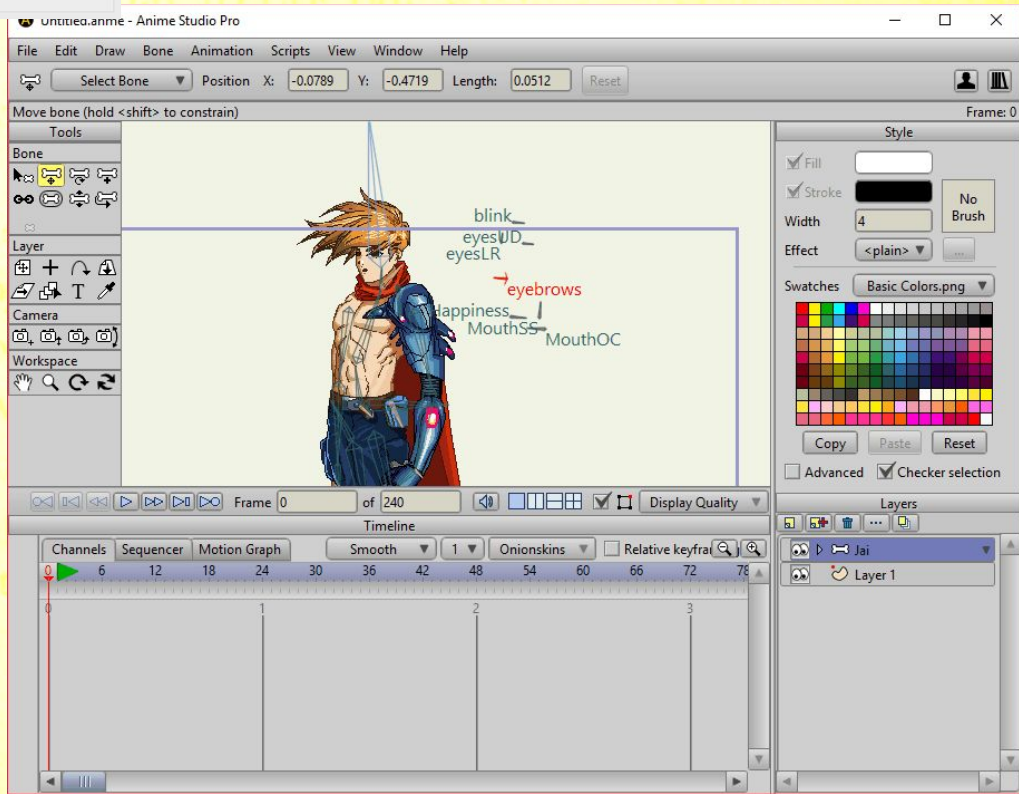 Untitled.anme - Anime Studio Pro
File Edit Draw Bone Animation Scripts View Window Help
Select Bone Position X: -0.0789 Y: -0.4719 Length: 0.0512 Reset
Move bone (hold <shift> to constrain) Frame: 0
Tools
Bone
Layer
T
Camera
Workspace
blink
eyesUD
eyesLR
eyebrows
Happiness
MouthSS
MouthOC
Style
Fill
Stroke
Width 4
No
Brush
Effect <plain> ...
Swatches Basic Colors.png
Copy Paste Reset
Advanced Checker selection
Frame 0 of 240 Display Quality
Timeline
Channels Sequencer Motion Graph Smooth 1 Onionskins Relative keyfra
0 6 12 18 24 30 36 42 48 54 60 66 72 78
0 1 2 3
Layers
...
Jai
Layer 1